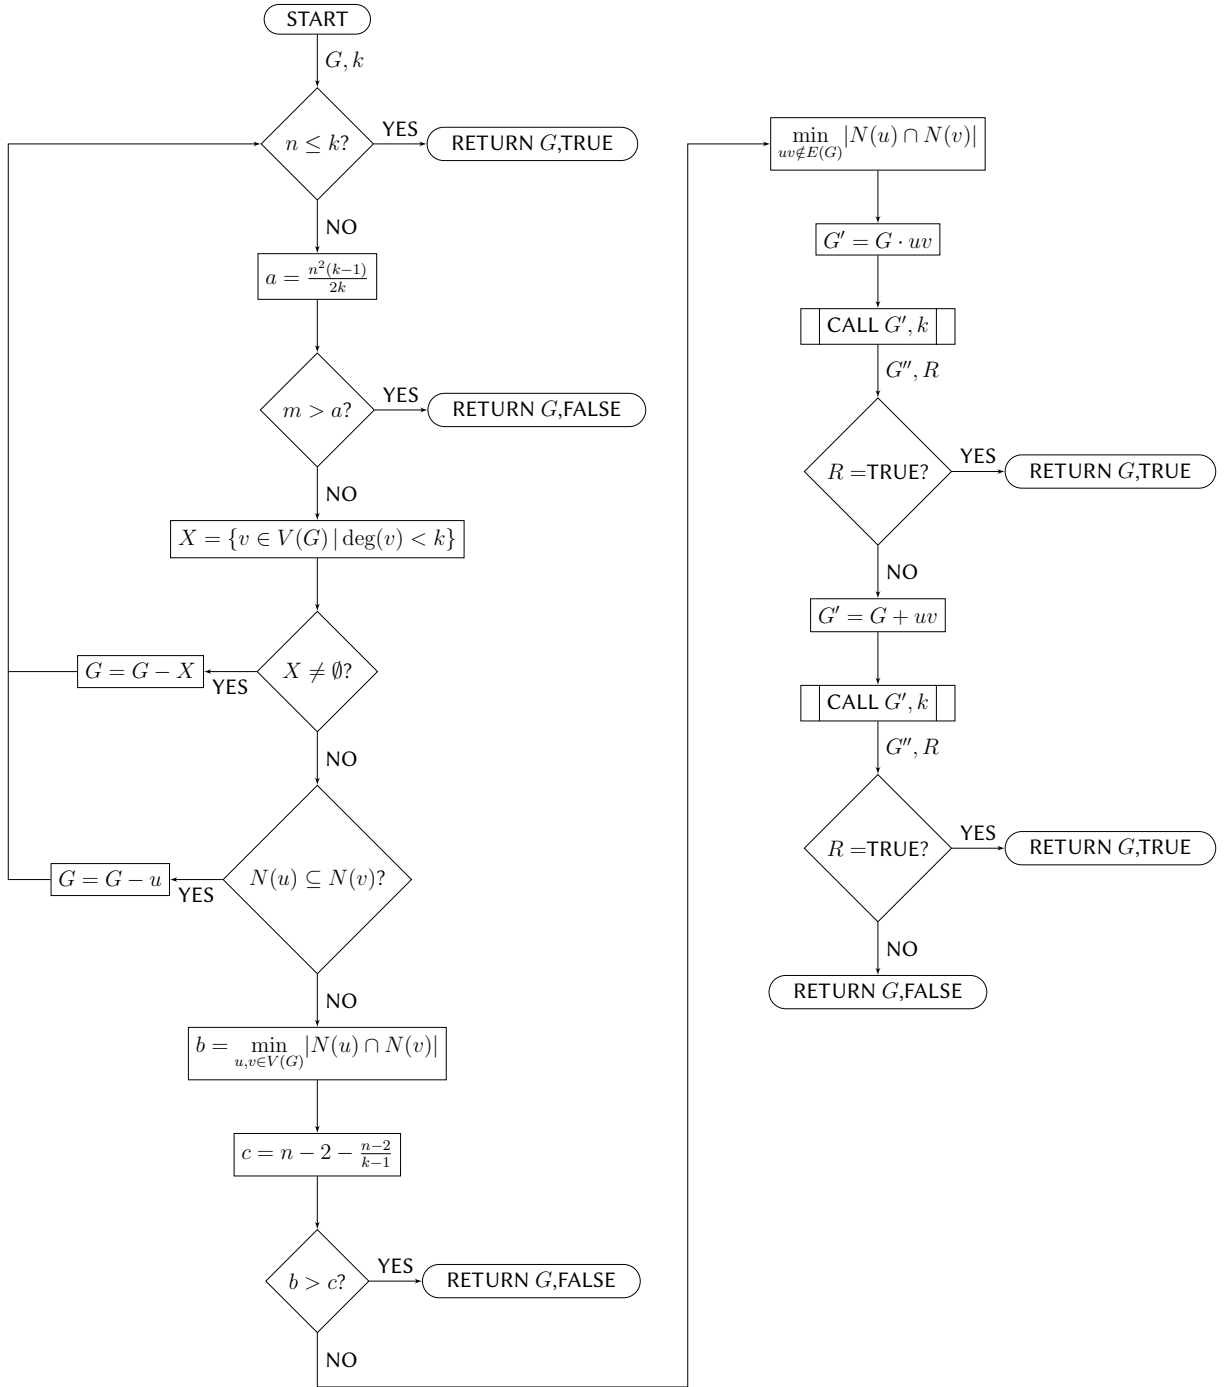 START
G, k
n ≤ k?
YES
RETURN G,TRUE
NO
a = n²(k−1)/2k
m > a?
YES
RETURN G,FALSE
NO
X = {v ∈ V(G) | deg(v) < k}
X ≠ ∅?
YES
G = G − X
NO
N(u) ⊆ N(v)?
YES
G = G − u
NO
b = min |N(u) ∩ N(v)|
u,v∈V(G)
c = n − 2 − n−2/k−1
b > c?
YES
RETURN G,FALSE
NO
min |N(u) ∩ N(v)|
uv∉E(G)
G′ = G · uv
CALL G′, k
G″, R
R =TRUE?
YES
RETURN G,TRUE
NO
G′ = G + uv
CALL G′, k
G″, R
R =TRUE?
YES
RETURN G,TRUE
NO
RETURN G,FALSE